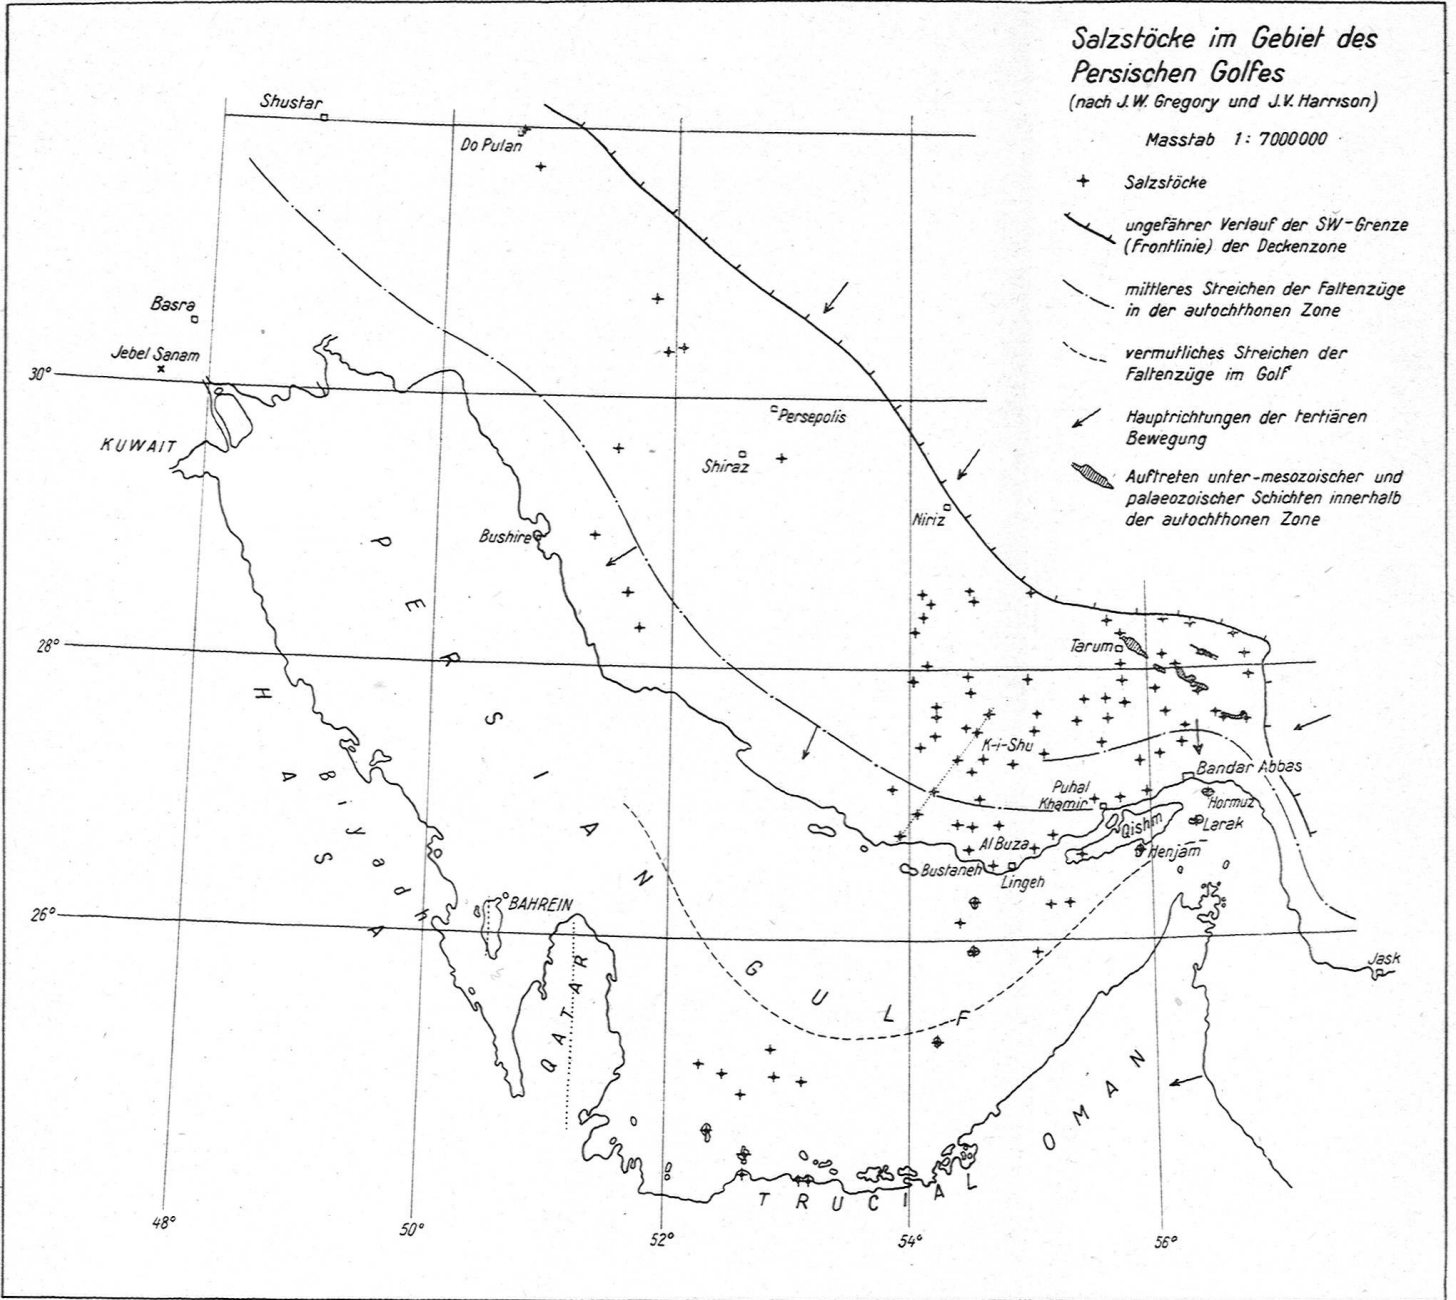 Salzstöcke im Gebiet des
Persischen Golfes
(nach J.W. Gregory und J.V. Harrison)
Masstab 1: 7000000
Salzstöcke
ungefährer Verlauf der SW-Grenze
(Frontlinie) der Deckenzone
mittleres Streichen der Faltenzüge
in der autochthonen Zone
vermutliches Streichen der
Faltenzüge im Golf
Hauptrichtungen der tertiären
Bewegung
Auftreten unter-mesozoischer und
palaeozoischer Schichten innerhalb
der autochthonen Zone
Shustar
Do Pulan
Basra
Jebel Sanam
30°
Persepolis
KUWAIT
Shiraz
Niriz
Bushire
PERSIAN GULF
28°
Tarum
HASA
Biyadh
K-i-Shu
Bandar Abbas
Puhal
Khamir
Hormuz
Qishm
Larak
Al Buza
Henjam
Bustaneh
Lingeh
26°
BAHREIN
QATAR
Jask
OMAN
TRUCIAL
48°
50°
52°
54°
56°